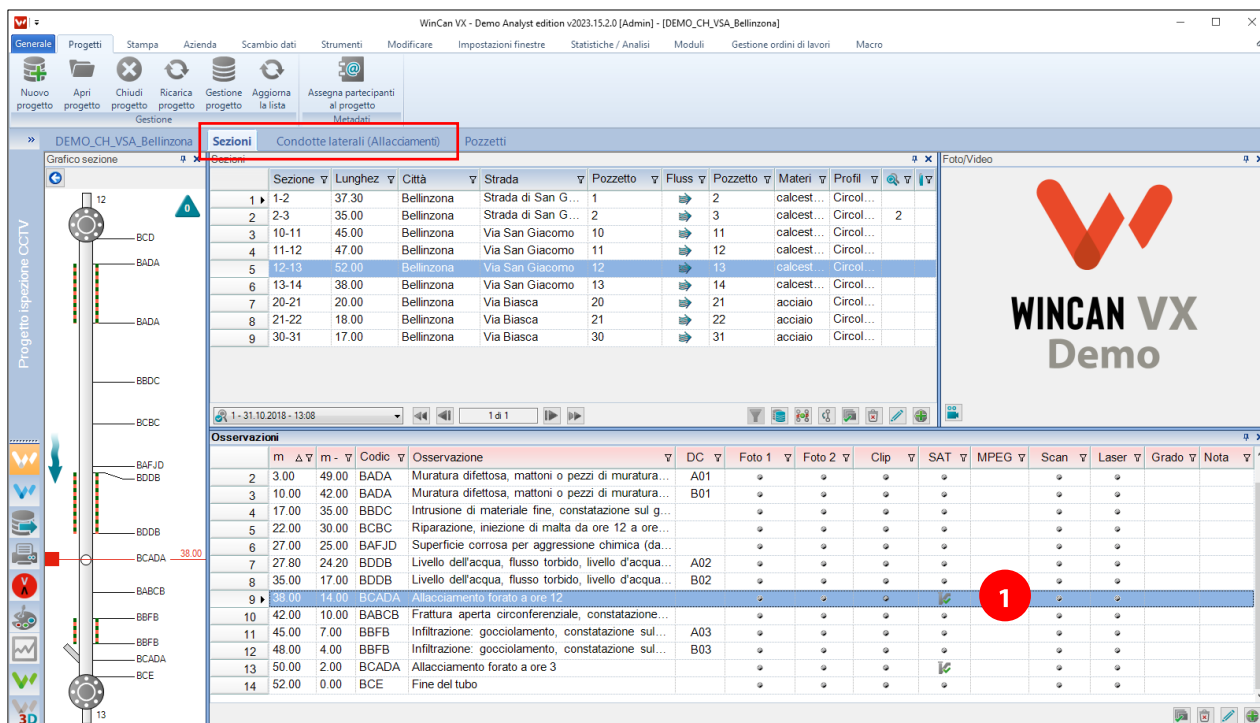 WinCan VX - Demo Analyst edition v2023.15.2.0 [Admin] - [DEMO_CH_VSA_Bellinzona]
Generale Progetti Stampa Azienda Scambio dati Strumenti Modificare Impostazioni finestre Statistiche / Analisi Moduli Gestione ordini di lavori Macro
Nuovo progetto
Apri progetto
Chiudi progetto
Ricarica progetto
Gestione progetto
Aggiorna la lista
Assegna partecipanti al progetto
Gestione
Metadati
» DEMO_CH_VSA_Bellinzona Sezioni Condotte laterali (Allacciamenti) Pozzetti
Progetto ispezione CCTV
3D
Grafico sezione
12
0
BCD
BADA
BADA
BBDC
BCBC
BAFJD
BDDB
BDDB
BCADA 38.00
BABCB
BBFB
BBFB
BCADA
BCE
13
Sezioni
Sezione Lunghez Città Strada Pozzetto Fluss Pozzetto Materi Profil
1 1-2 37.30 Bellinzona Strada di San G... 1 2 calcest... Circol...
2 2-3 35.00 Bellinzona Strada di San G... 2 3 calcest... Circol... 2
3 10-11 45.00 Bellinzona Via San Giacomo 10 11 calcest... Circol...
4 11-12 47.00 Bellinzona Via San Giacomo 11 12 calcest... Circol...
5 12-13 52.00 Bellinzona Via San Giacomo 12 13 calcest... Circol...
6 13-14 38.00 Bellinzona Via San Giacomo 13 14 calcest... Circol...
7 20-21 20.00 Bellinzona Via Biasca 20 21 acciaio Circol...
8 21-22 18.00 Bellinzona Via Biasca 21 22 acciaio Circol...
9 30-31 17.00 Bellinzona Via Biasca 30 31 acciaio Circol...
1 - 31.10.2018 - 13:08 1 di 1
Foto/Video
WINCAN VX
Demo
Osservazioni
m m - Codic Osservazione DC Foto 1 Foto 2 Clip SAT MPEG Scan Laser Grado Nota
2 3.00 49.00 BADA Muratura difettosa, mattoni o pezzi di muratura... A01
3 10.00 42.00 BADA Muratura difettosa, mattoni o pezzi di muratura... B01
4 17.00 35.00 BBDC Intrusione di materiale fine, constatazione sul g...
5 22.00 30.00 BCBC Riparazione, iniezione di malta da ore 12 a ore...
6 27.00 25.00 BAFJD Superficie corrosa per aggressione chimica (da...
7 27.80 24.20 BDDB Livello dell'acqua, flusso torbido, livello d'acqua... A02
8 35.00 17.00 BDDB Livello dell'acqua, flusso torbido, livello d'acqua... B02
9 38.00 14.00 BCADA Allacciamento forato a ore 12
10 42.00 10.00 BABCB Frattura aperta circonferenziale, constatazione...
11 45.00 7.00 BBFB Infiltrazione: gocciolamento, constatazione sul... A03
12 48.00 4.00 BBFB Infiltrazione: gocciolamento, constatazione sul... B03
13 50.00 2.00 BCADA Allacciamento forato a ore 3
14 52.00 0.00 BCE Fine del tubo
1